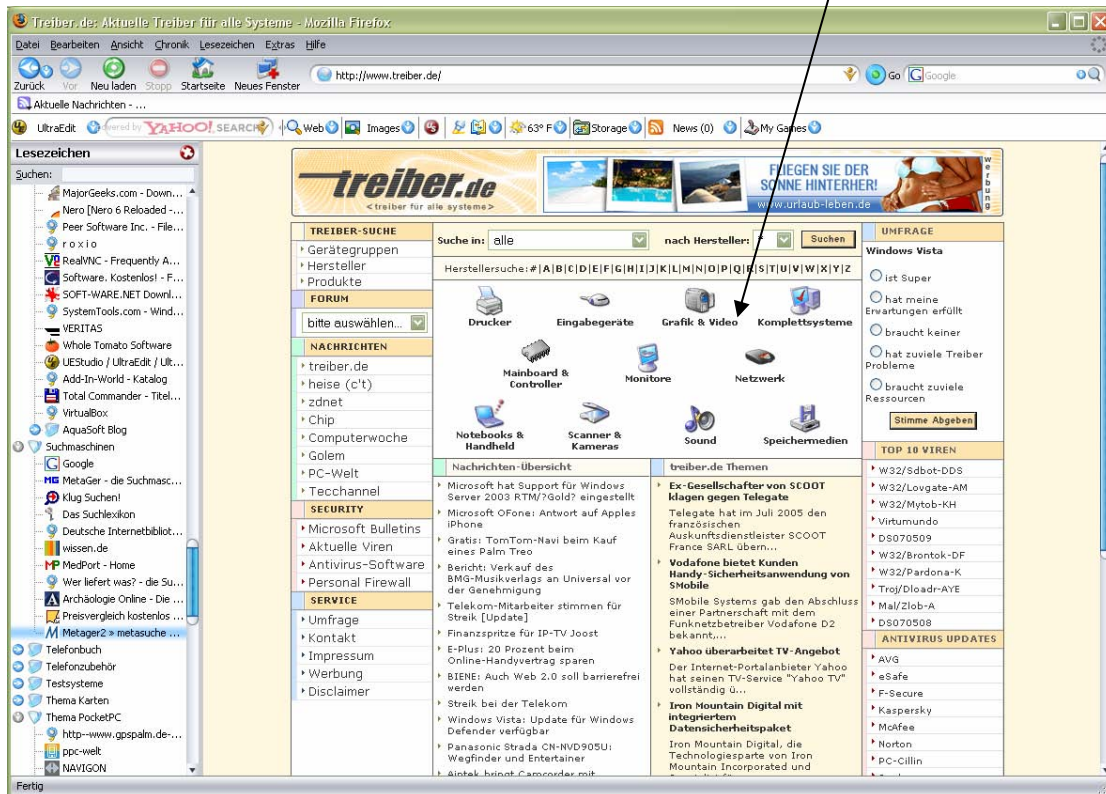 Treiber.de: Aktuelle Treiber für alle Systeme - Mozilla Firefox
Datei Bearbeiten Ansicht Chronik Lesezeichen Extras Hilfe
Zurück Vor Neu laden Stopp Startseite Neues Fenster
http://www.treiber.de/
Go Google
Aktuelle Nachrichten - ...
UltraEdit
powered by YAHOO! SEARCH Web Images 63° F Storage News (0) My Games
Lesezeichen
Suchen:
MajorGeeks.com - Down...
Nero [Nero 6 Reloaded -...
Peer Software Inc. - File...
r o x i o
RealVNC - Frequently A...
Software. Kostenlos! - F...
SOFT-WARE.NET Downl...
SystemTools.com - Wind...
VERITAS
Whole Tomato Software
UEStudio / UltraEdit / Ult...
Add-In-World - Katalog
Total Commander - Titel...
VirtualBox
AquaSoft Blog
Suchmaschinen
Google
MetaGer - die Suchmasc...
Klug Suchen!
Das Suchlexikon
Deutsche Internetbibliot...
wissen.de
MedPort - Home
Wer liefert was? - die Su...
Archäologie Online - Die ...
Preisvergleich kostenlos ...
Metager2 » metasuche ...
Telefonbuch
Telefonzubehör
Testsysteme
Thema Karten
Thema PocketPC
http--www.gpspalm.de-...
ppc-welt
NAVIGON
treiber.de
<treiber für alle systeme>
FLIEGEN SIE DER
SONNE HINTERHER!
www.urlaub-leben.de
werbung
TREIBER-SUCHE
Gerätegruppen
Hersteller
Produkte
FORUM
bitte auswählen...
NACHRICHTEN
treiber.de
heise (c't)
zdnet
Chip
Computerwoche
Golem
PC-Welt
Tecchannel
SECURITY
Microsoft Bulletins
Aktuelle Viren
Antivirus-Software
Personal Firewall
SERVICE
Umfrage
Kontakt
Impressum
Werbung
Disclaimer
Suche in: alle nach Hersteller: * Suchen
Herstellersuche:#|A|B|C|D|E|F|G|H|I|J|K|L|M|N|O|P|Q|R|S|T|U|V|W|X|Y|Z
Drucker Eingabegeräte Grafik & Video Komplettsysteme
Mainboard &
Controller
Monitore
Netzwerk
Notebooks &
Handheld
Scanner &
Kameras
Sound
Speichermedien
Nachrichten-Übersicht
Microsoft hat Support für Windows
Server 2003 RTM/?Gold? eingestellt
Microsoft OFone: Antwort auf Apples
iPhone
Gratis: TomTom-Navi beim Kauf
eines Palm Treo
Bericht: Verkauf des
BMG-Musikverlags an Universal vor
der Genehmigung
Telekom-Mitarbeiter stimmen für
Streik [Update]
Finanzspritze für IP-TV Joost
E-Plus: 20 Prozent beim
Online-Handyvertrag sparen
BIENE: Auch Web 2.0 soll barrierefrei
werden
Streik bei der Telekom
Windows Vista: Update für Windows
Defender verfügbar
Panasonic Strada CN-NVD905U:
Wegfinder und Entertainer
Aiptek bringt Camcorder mit
treiber.de Themen
Ex-Gesellschafter von SCOOT
klagen gegen Telegate
Telegate hat im Juli 2005 den
französischen
Auskunftsdienstleister SCOOT
France SARL übern...
Vodafone bietet Kunden
Handy-Sicherheitsanwendung von
SMobile
SMobile Systems gab den Abschluss
einer Partnerschaft mit dem
Funknetzbetreiber Vodafone D2
bekannt,...
Yahoo überarbeitet TV-Angebot
Der Internet-Portalanbieter Yahoo
hat seinen TV-Service "Yahoo TV"
vollständig ü...
Iron Mountain Digital mit
integriertem
Datensicherheitspaket
Iron Mountain Digital, die
Technologiesparte von Iron
Mountain Incorporated und
UMFRAGE
Windows Vista
ist Super
hat meine
Erwartungen erfüllt
braucht keiner
hat zuviele Treiber
Probleme
braucht zuviele
Ressourcen
Stimme Abgeben
TOP 10 VIREN
W32/Sdbot-DDS
W32/Lovgate-AM
W32/Mytob-KH
Virtumundo
DS070509
W32/Brontok-DF
W32/Pardona-K
Troj/Dloadr-AYE
Mal/Zlob-A
DS070508
ANTIVIRUS UPDATES
AVG
eSafe
F-Secure
Kaspersky
McAfee
Norton
PC-Cillin
Fertig